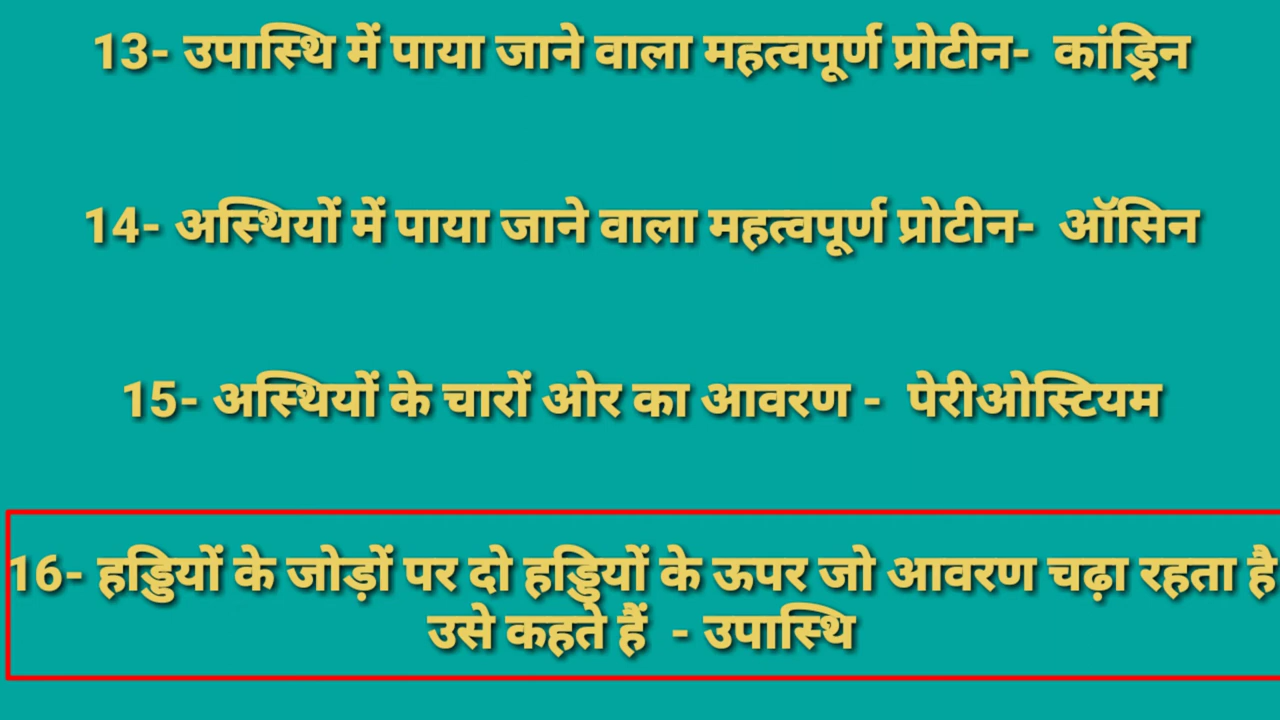 13- उपास्थि में पाया जाने वाला महत्वपूर्ण प्रोटीन- कांड्रिन
14- अस्थियों में पाया जाने वाला महत्वपूर्ण प्रोटीन- ऑसिन
15- अस्थियों के चारों ओर का आवरण - पेरीओस्टियम
16- हड्डियों के जोड़ों पर दो हड्डियों के ऊपर जो आवरण चढ़ा रहता है
उसे कहते हैं - उपास्थि